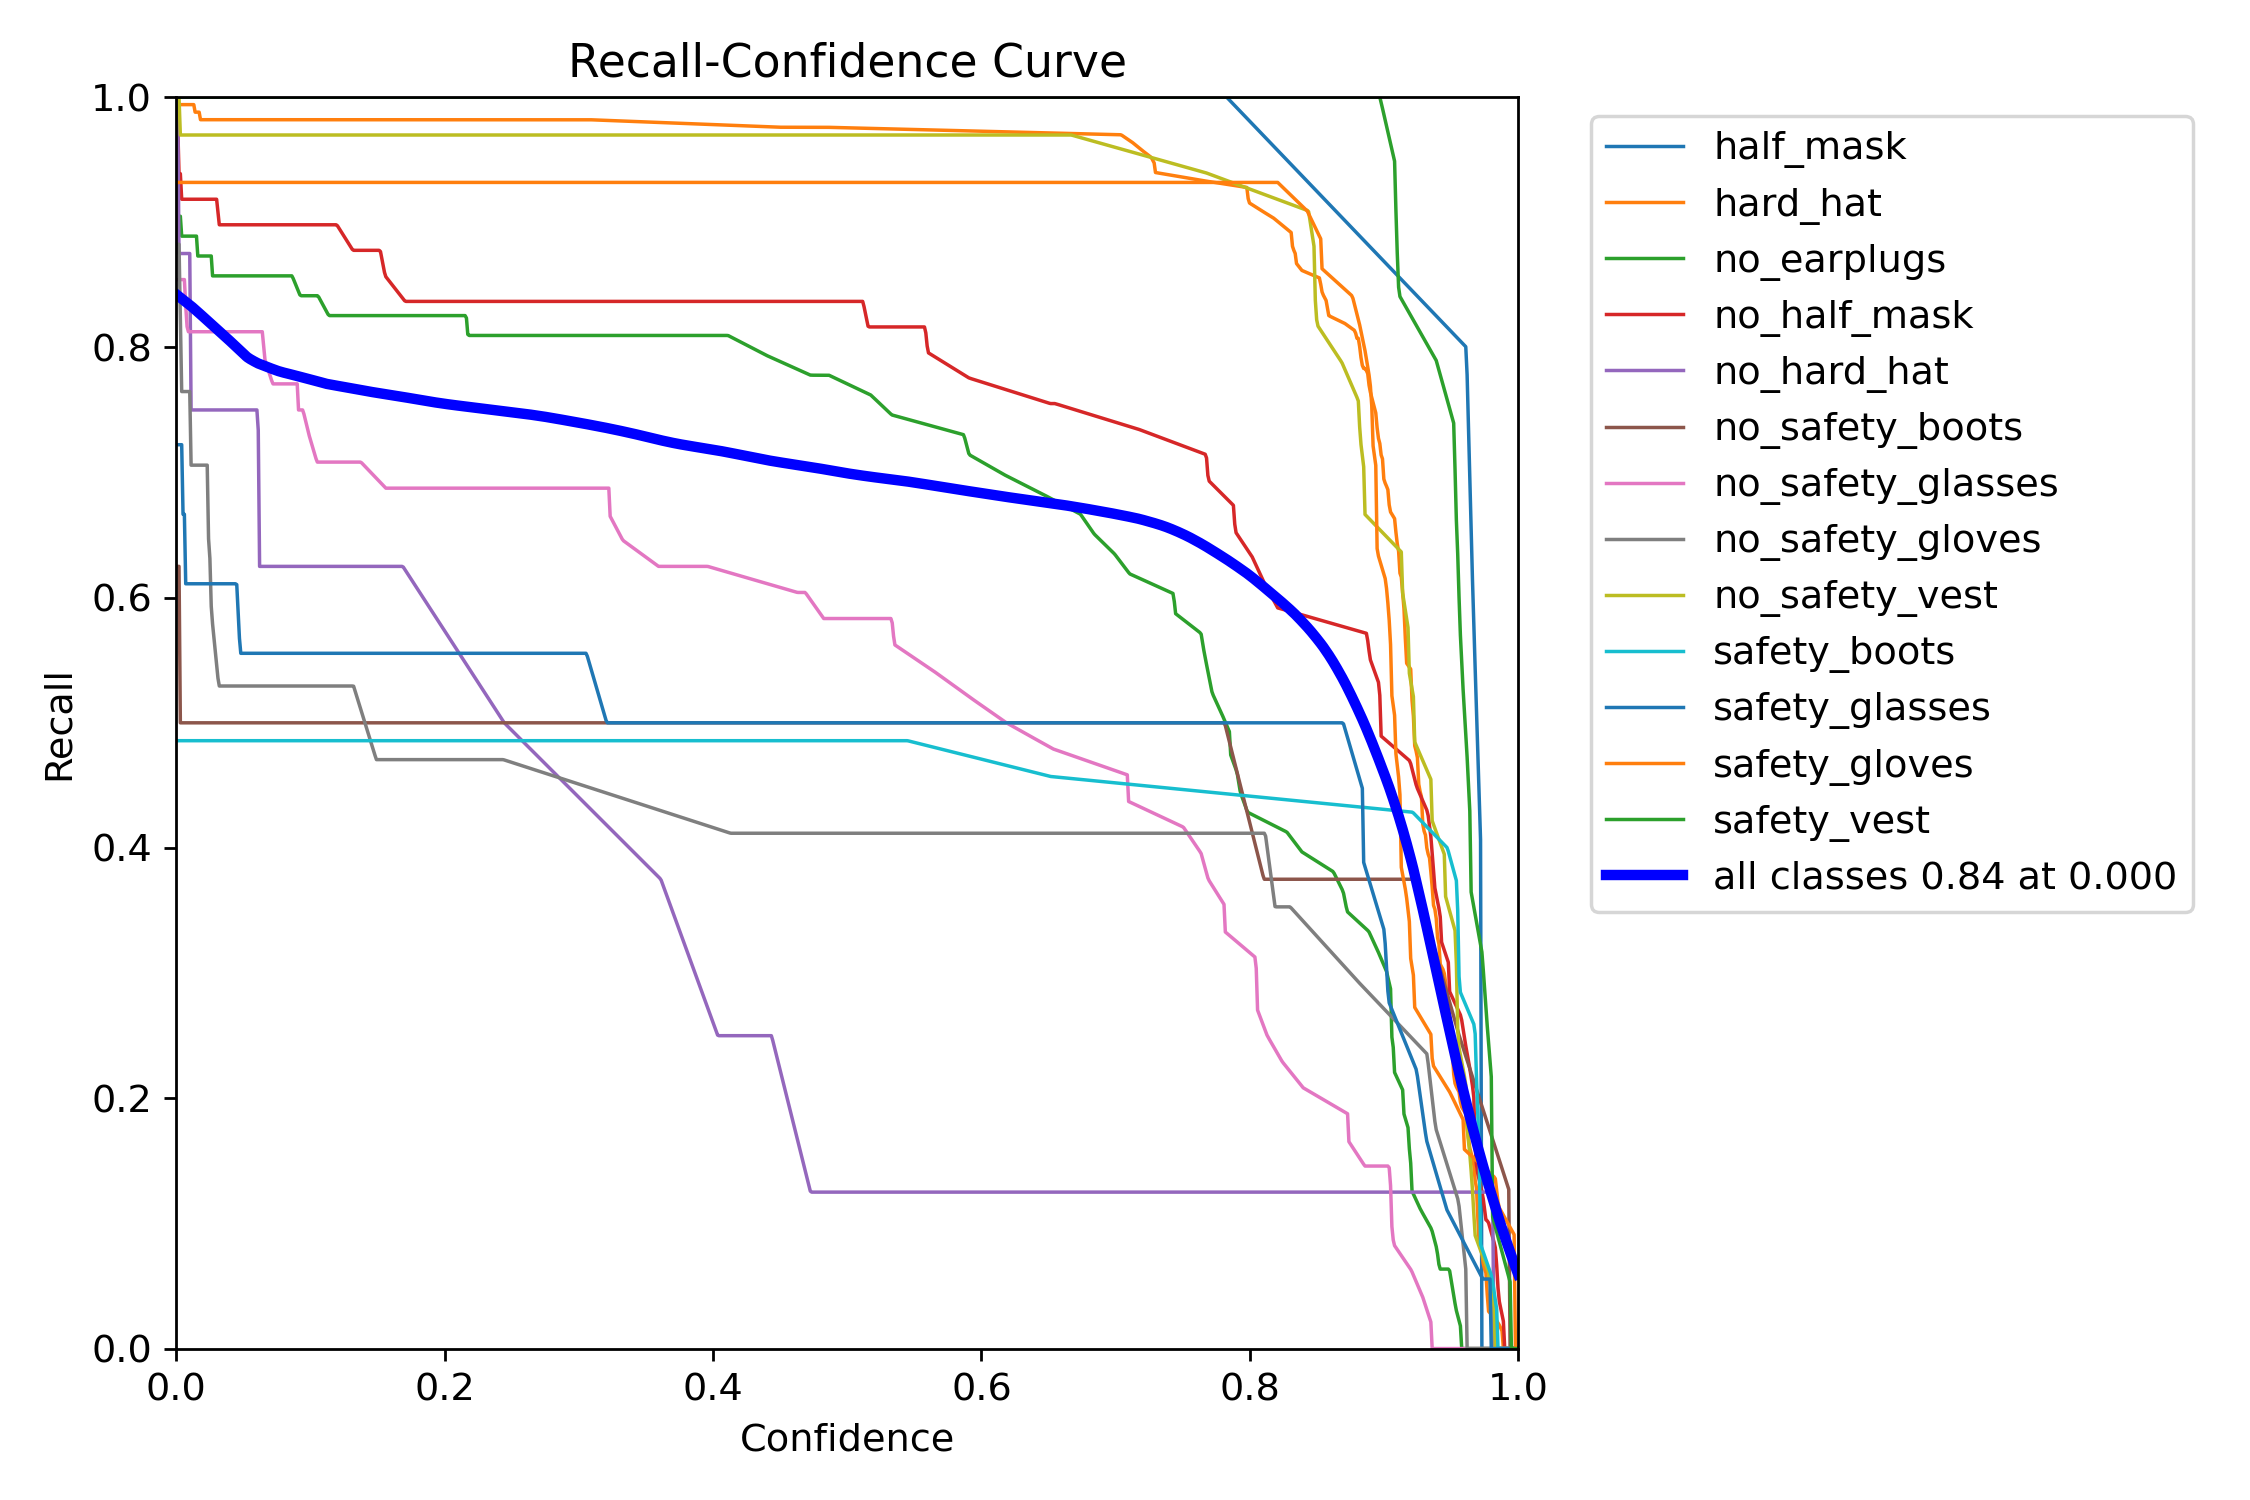 Recall-Confidence Curve
1.0
0.8
0.6
0.4
0.2
0.0
Recall
0.0 0.2 0.4 0.6 0.8 1.0
Confidence
half_mask
hard_hat
no_earplugs
no_half_mask
no_hard_hat
no_safety_boots
no_safety_glasses
no_safety_gloves
no_safety_vest
safety_boots
safety_glasses
safety_gloves
safety_vest
all classes 0.84 at 0.000